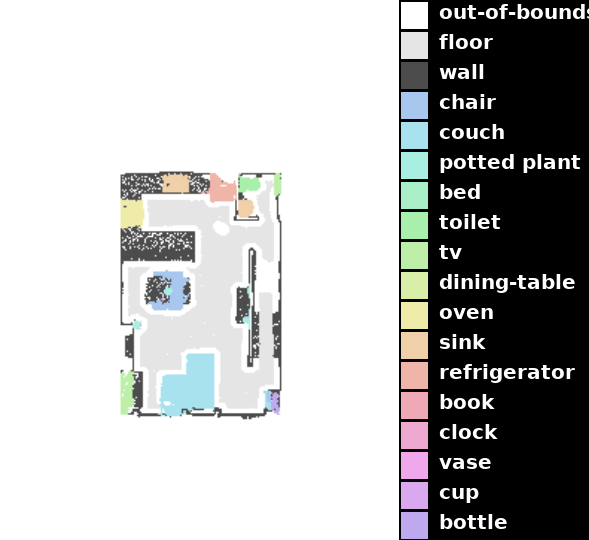 out-of-bounds
floor
wall
chair
couch
potted plant
bed
toilet
tv
dining-table
oven
sink
refrigerator
book
clock
vase
cup
bottle